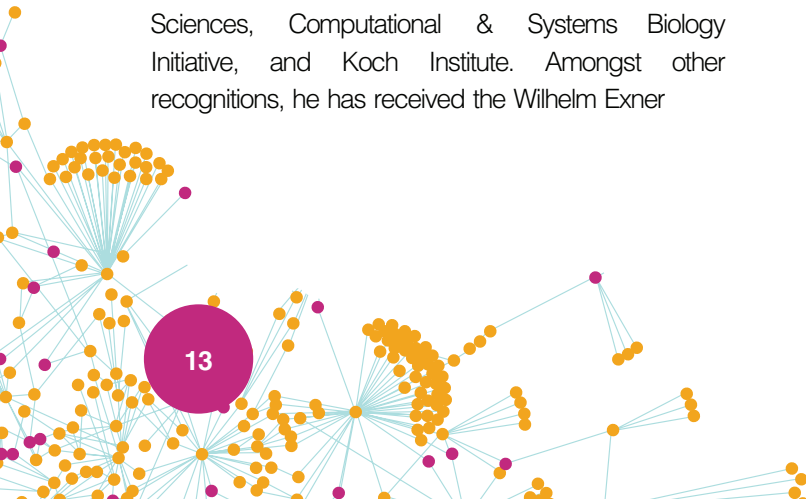 Sciences, Computational & Systems Biology
Initiative, and Koch Institute. Amongst other
recognitions, he has received the Wilhelm Exner
13